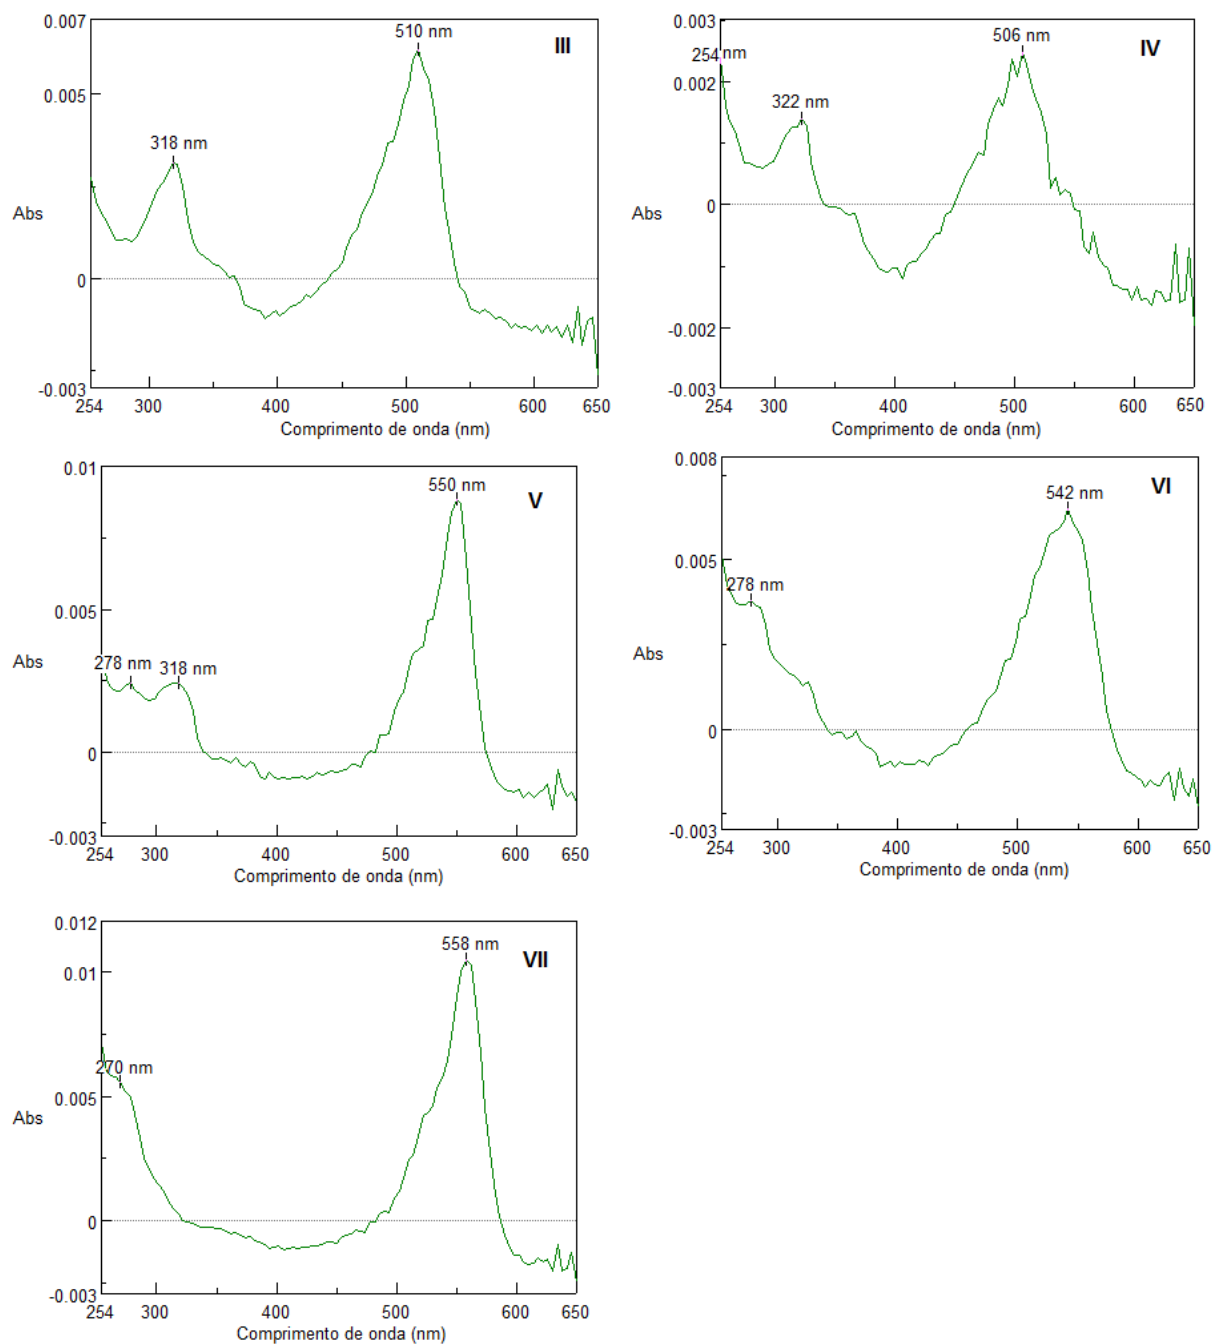 0.007
510 nm
III
0.005
318 nm
Abs
0
-0.003
254 300 400 500 600 650
Comprimento de onda (nm)
0.003
506 nm
IV
254 nm
0.002
322 nm
Abs
0
-0.002
-0.003
254 300 400 500 600 650
Comprimento de onda (nm)
0.01
550 nm
V
0.005
278 nm 318 nm
Abs
0
-0.003
254 300 400 500 600 650
Comprimento de onda (nm)
0.008
542 nm
VI
0.005
278 nm
Abs
0
-0.003
254 300 400 500 600 650
Comprimento de onda (nm)
0.012
558 nm
VII
0.01
270 nm
0.005
Abs
0
-0.003
254 300 400 500 600 650
Comprimento de onda (nm)